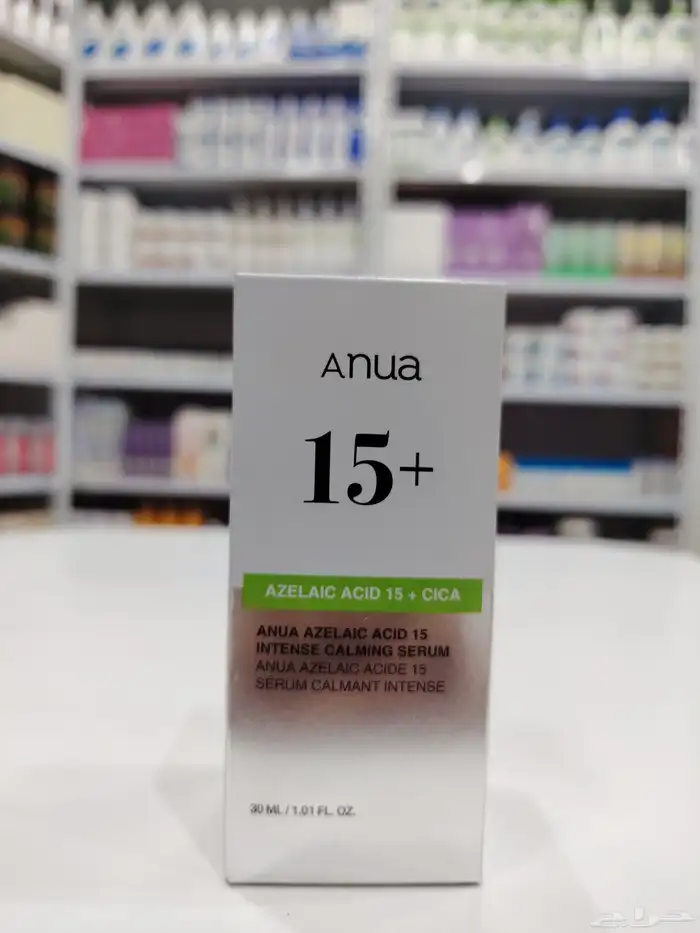 Anua
15+
AZELAIC ACID 15 + CICA
ANUA AZELAIC ACID 15
INTENSE CALMING SERUM
ANUA AZELAIC ACIDE 15
SERUM CALMANT INTENSE
30 ML / 1.01 FL. OZ.
حراج